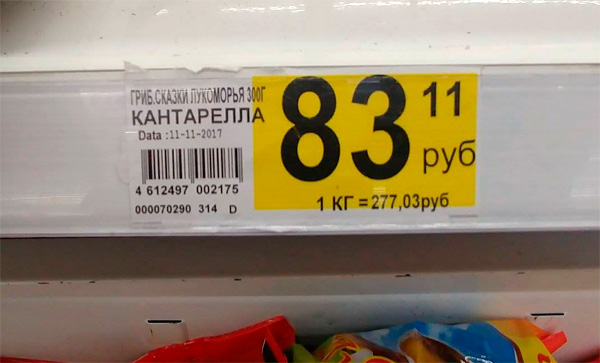 ГРИБ.СКАЗКИ ЛУКОМОРЬЯ 300Г
КАНТАРЕЛЛА
Data :11-11-2017
4 612497 002175
000070290 314 D
83 11
руб
1 КГ = 277,03руб